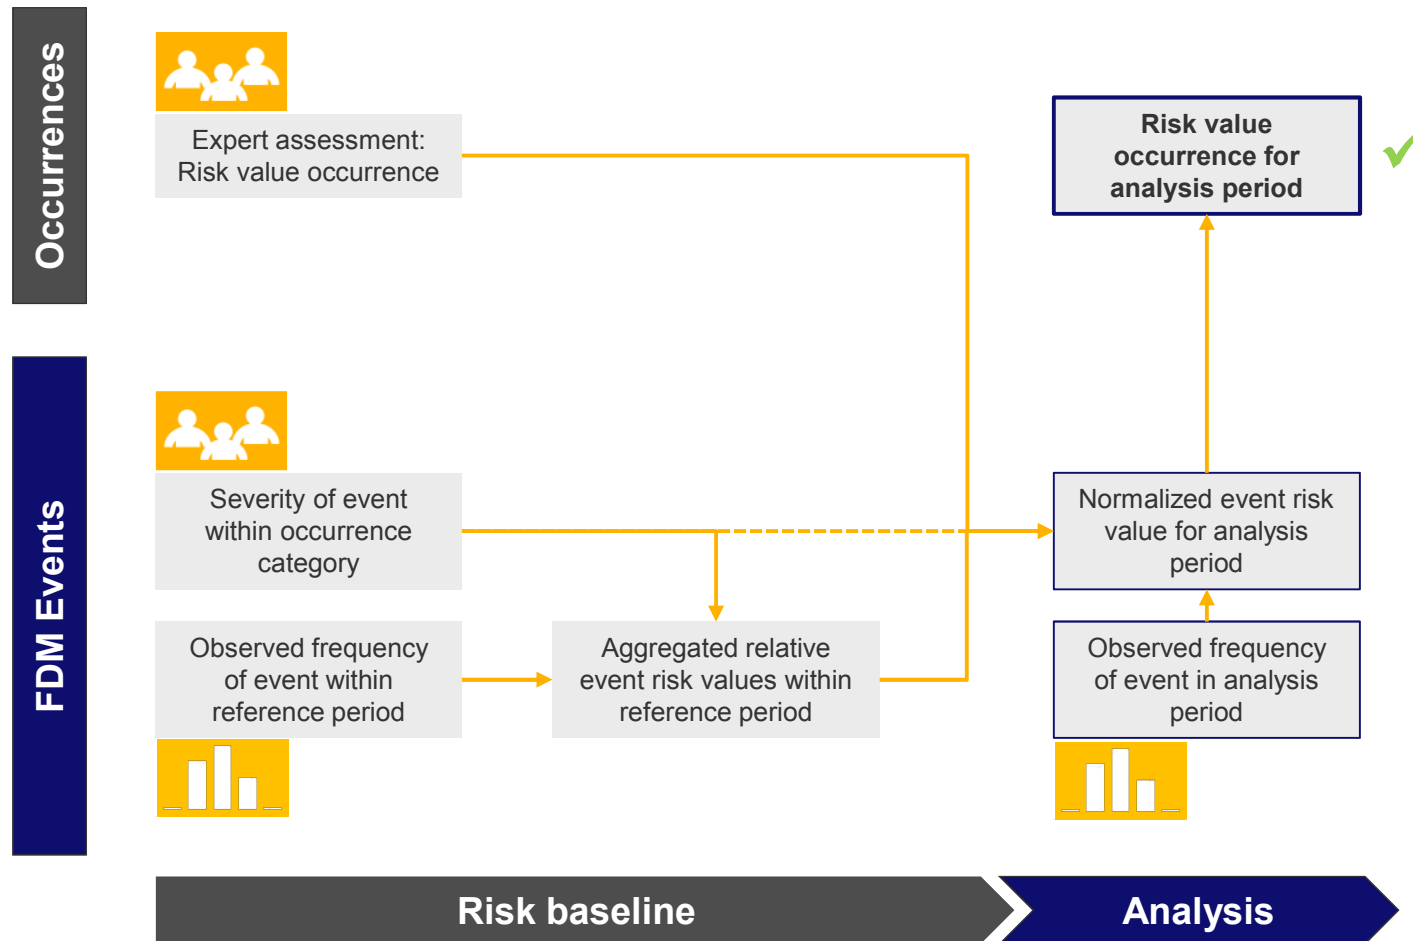 Occurrences
Expert assessment:
Risk value occurrence
Risk value
occurrence for
analysis period
FDM Events
Severity of event
within occurrence
category
Normalized event risk
value for analysis
period
Observed frequency
of event within
reference period
Aggregated relative
event risk values within
reference period
Observed frequency
of event in analysis
period
Risk baseline
Analysis